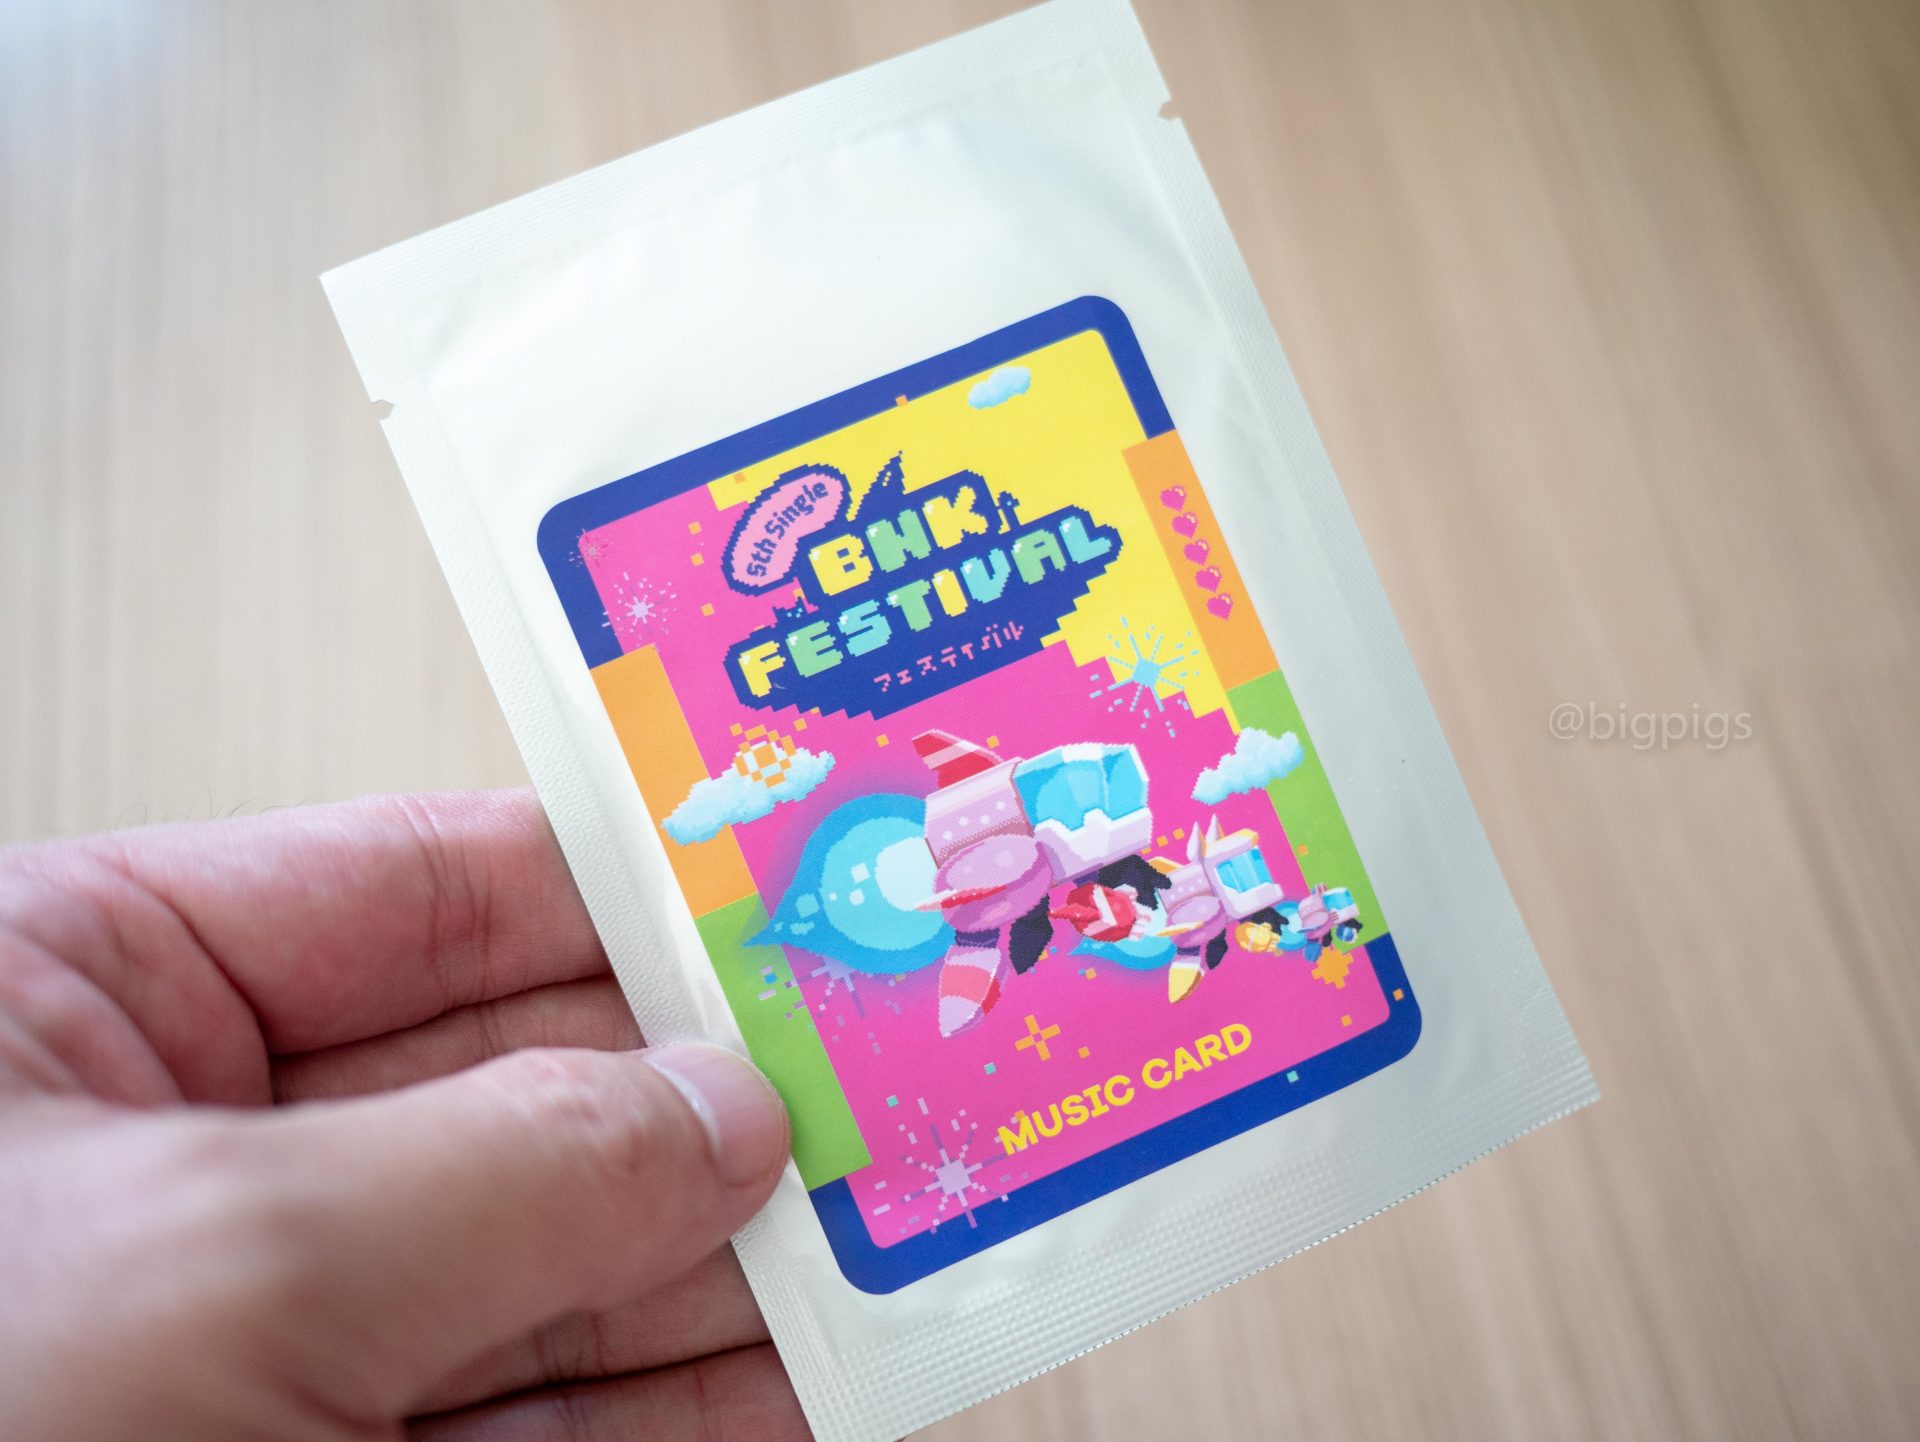 5th Single
BNK
FESTIVAL
フェスティバル
MUSIC CARD
@bigpigs